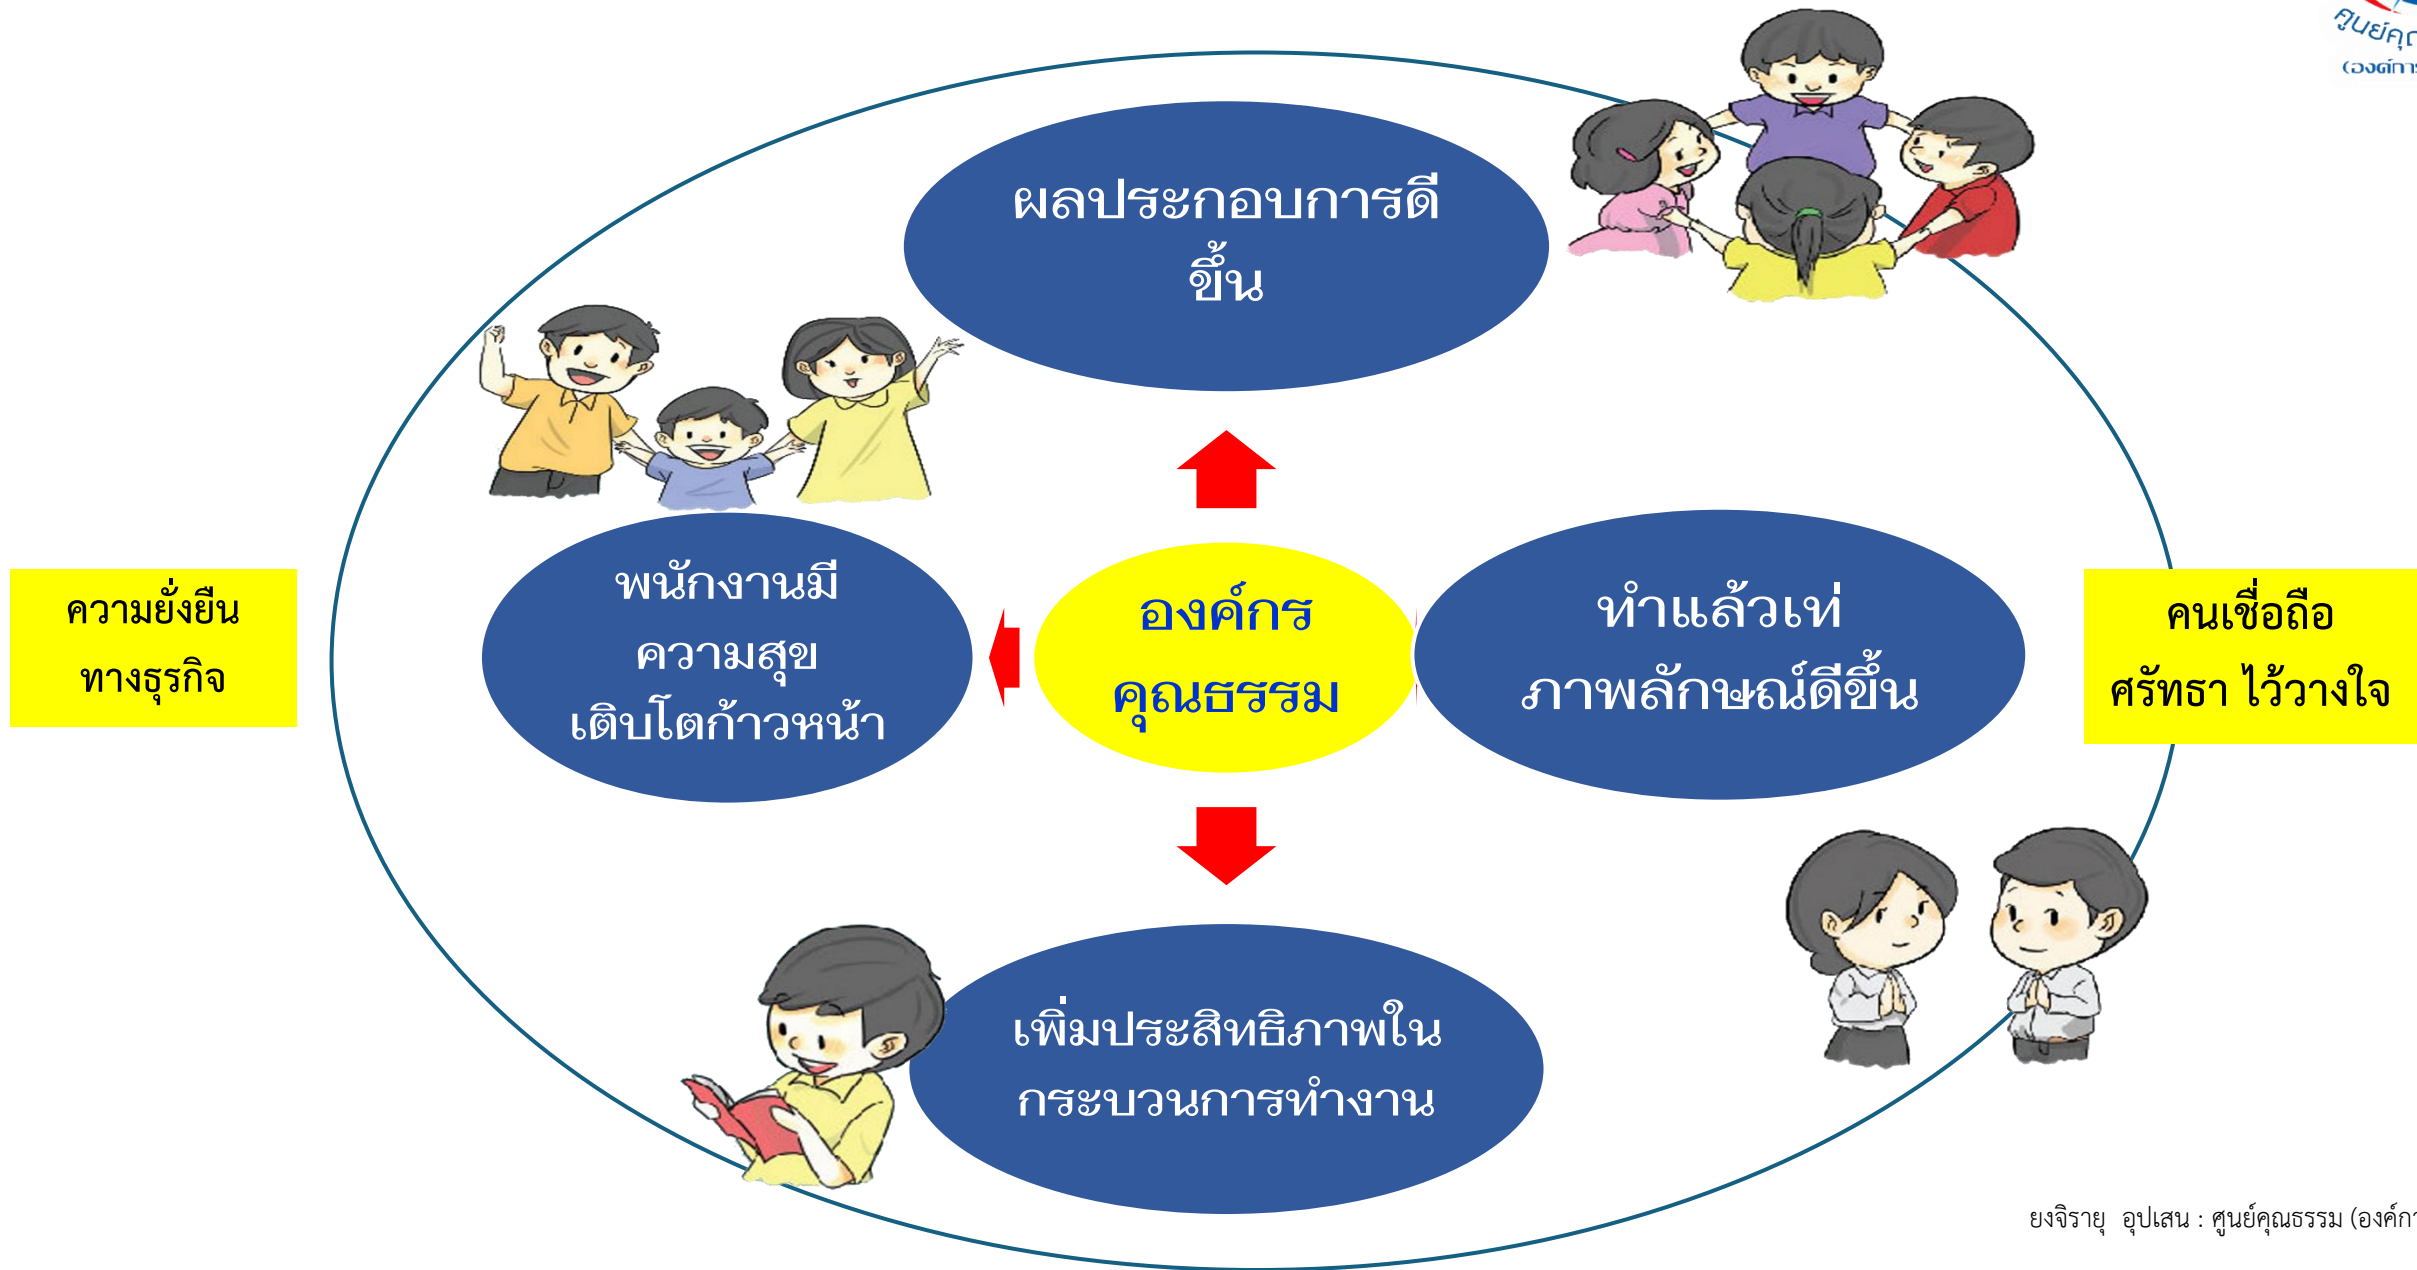 ผลประกอบการดี
ขึ้น
พนักงานมี
ความสุข
เติบโตก้าวหน้า
องค์กร
คุณธรรม
ทำแล้วเท่
ภาพลักษณ์ดีขึ้น
ความยั่งยืน
ทางธุรกิจ
คนเชื่อถือ
ศรัทธา ไว้วางใจ
เพิ่มประสิทธิภาพใน
กระบวนการทำงาน
ยงจิรายุ อุปเสน : ศูนย์คุณธรรม (องค์กา